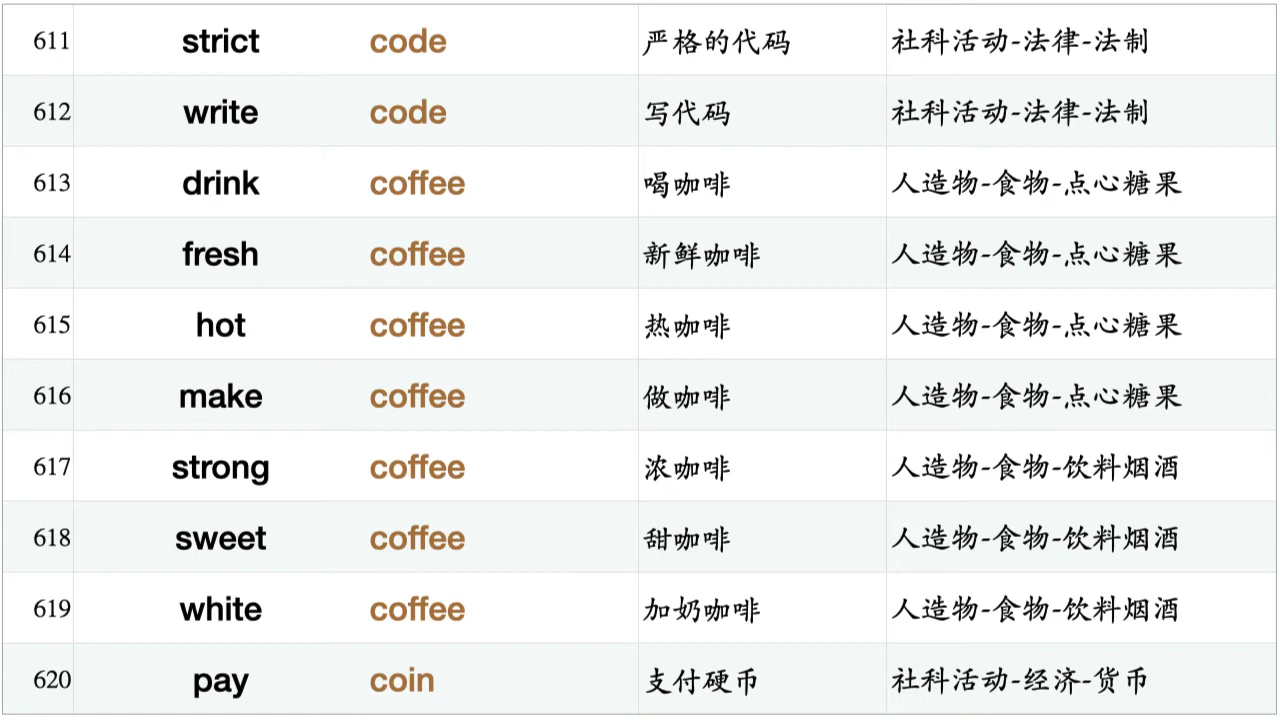 611 strict code 严格的代码 社科活动-法律-法制
612 write code 写代码 社科活动-法律-法制
613 drink coffee 喝咖啡 人造物-食物-点心糖果
614 fresh coffee 新鲜咖啡 人造物-食物-点心糖果
615 hot coffee 热咖啡 人造物-食物-点心糖果
616 make coffee 做咖啡 人造物-食物-点心糖果
617 strong coffee 浓咖啡 人造物-食物-饮料烟酒
618 sweet coffee 甜咖啡 人造物-食物-饮料烟酒
619 white coffee 加奶咖啡 人造物-食物-饮料烟酒
620 pay coin 支付硬币 社科活动-经济-货币